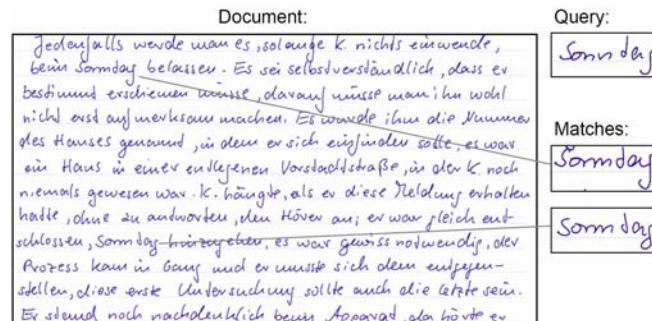 Document:
Jedenfalls werde man es, solange K. nichts einwende,
beim Sonntag belassen. Es sei selbstverständlich, dass er
bestimmt erscheinen müsse, darauf müsse man ihn wohl
nicht erst aufmerksam machen. Es wurde ihm die Nummer
des Hauses genannt, in dem er sich einfinden solle, es war
ein Haus in einer entlegenen Vorstadtstraße, in der K. noch
niemals gewesen war. K. hängte, als er diese Meldung erhalten
hatte, ohne zu antworten, den Hörer an; er war gleich ent-
schlossen, Sonntag hinzugehen, es war gewiss notwendig, der
Prozess kam in Gang und er musste sich dem entgegen-
stellen, diese erste Untersuchung sollte auch die letzte sein.
Er stand noch nachdenklich beim Apparat, da hörte er
Query:
Sonntag
Matches:
Sonntag
Sonntag